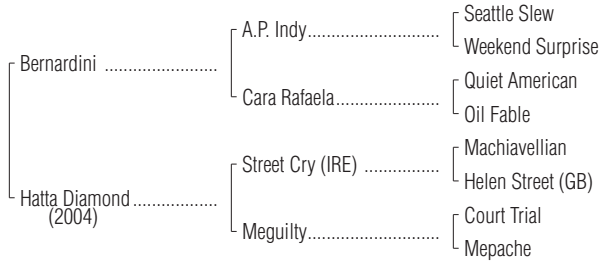 Seattle Slew
A.P. Indy
Weekend Surprise
Bernardini
Quiet American
Cara Rafaela
Oil Fable
Machiavellian
Street Cry (IRE)
Helen Street (GB)
Hatta Diamond
(2004)
Court Trial
Meguilty
Mepache